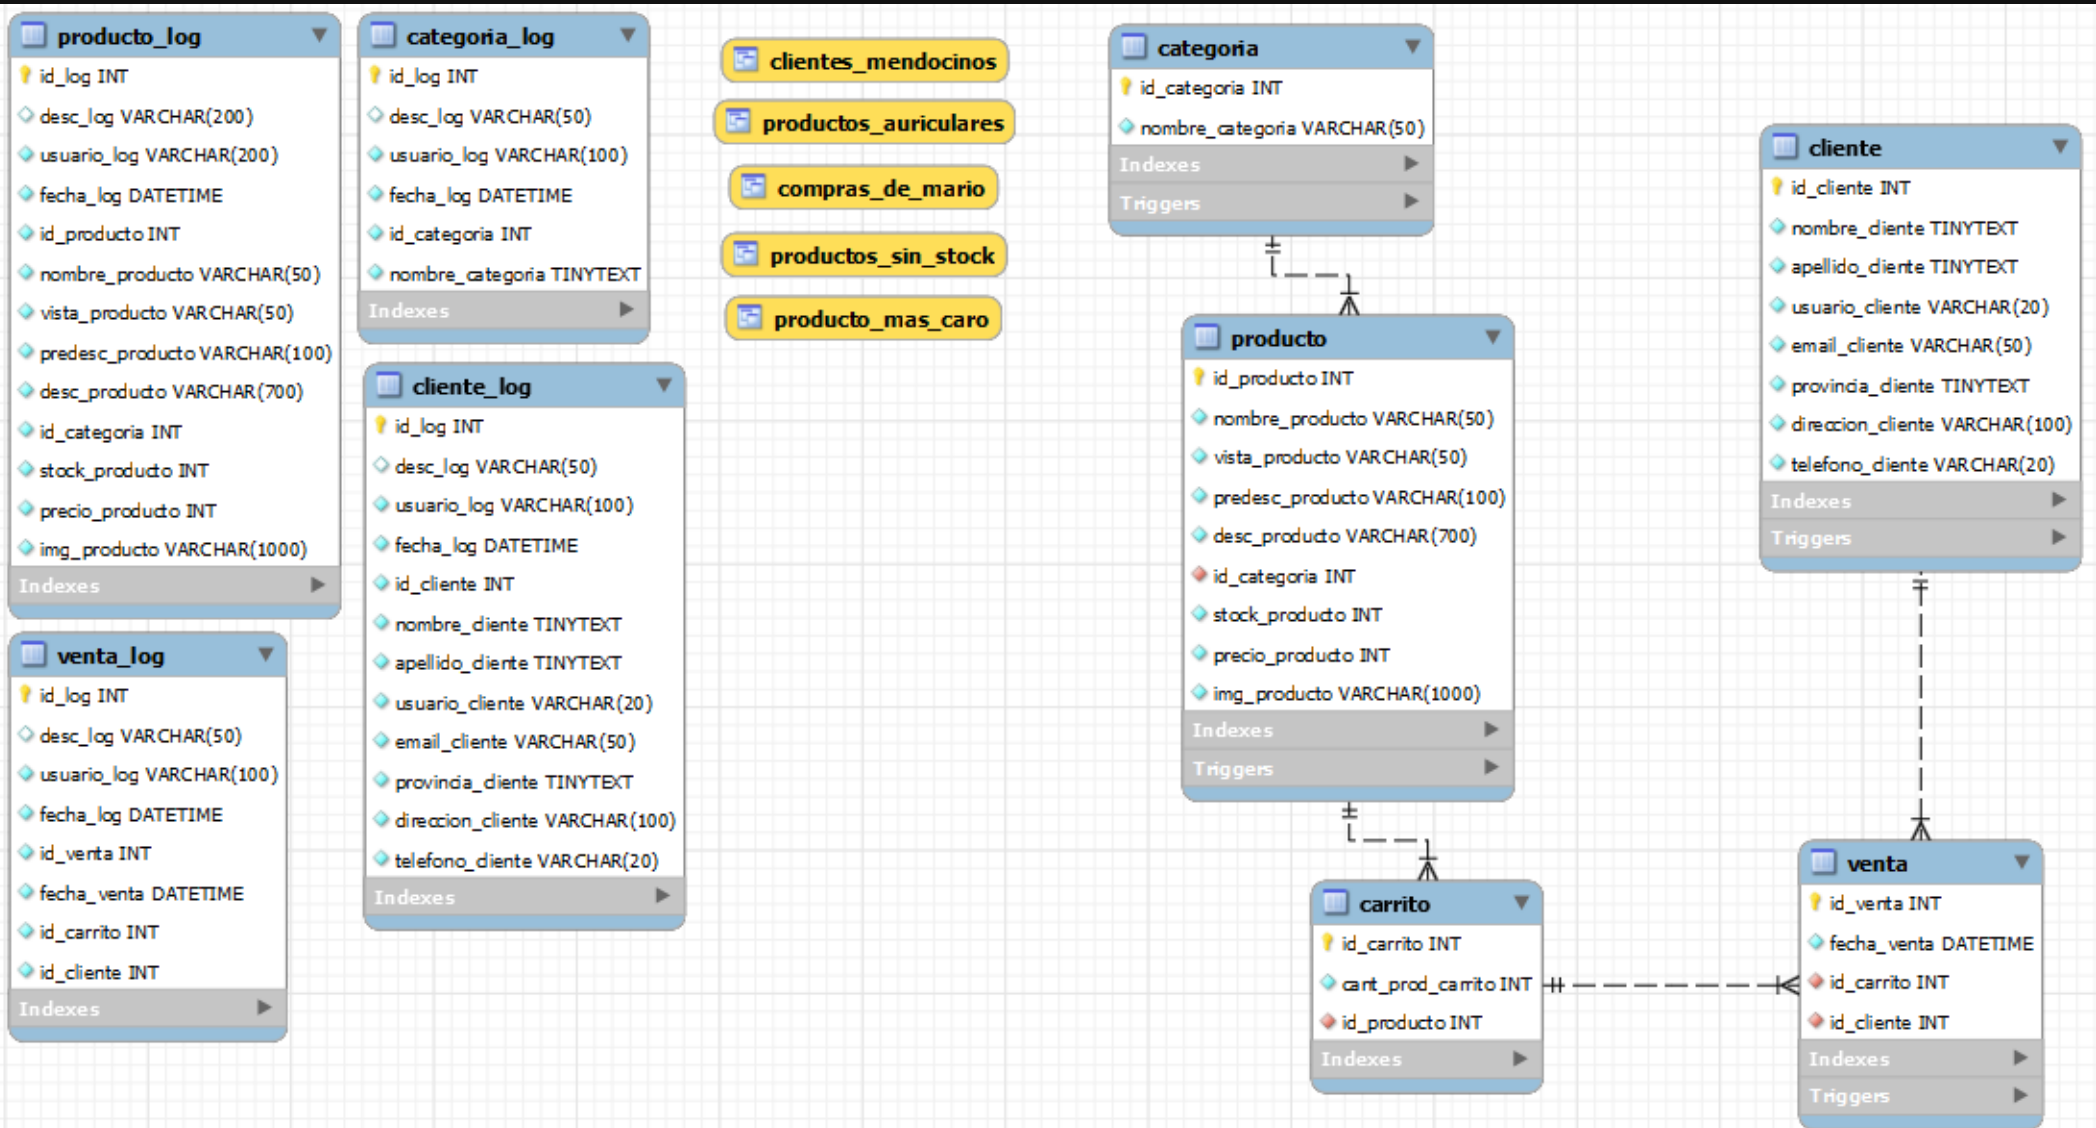 producto_log
id_log INT
desc_log VARCHAR(200)
usuario_log VARCHAR(200)
fecha_log DATETIME
id_producto INT
nombre_producto VARCHAR(50)
vista_producto VARCHAR(50)
predesc_producto VARCHAR(100)
desc_producto VARCHAR(700)
id_categoria INT
stock_producto INT
precio_producto INT
img_producto VARCHAR(1000)
Indexes
venta_log
id_log INT
desc_log VARCHAR(50)
usuario_log VARCHAR(100)
fecha_log DATETIME
id_venta INT
fecha_venta DATETIME
id_carrito INT
id_cliente INT
Indexes
categoria_log
id_log INT
desc_log VARCHAR(50)
usuario_log VARCHAR(100)
fecha_log DATETIME
id_categoria INT
nombre_categoria TINYTEXT
Indexes
cliente_log
id_log INT
desc_log VARCHAR(50)
usuario_log VARCHAR(100)
fecha_log DATETIME
id_cliente INT
nombre_cliente TINYTEXT
apellido_cliente TINYTEXT
usuario_cliente VARCHAR(20)
email_cliente VARCHAR(50)
provincia_cliente TINYTEXT
direccion_cliente VARCHAR(100)
telefono_cliente VARCHAR(20)
Indexes
clientes_mendocinos
productos_auriculares
compras_de_mario
productos_sin_stock
producto_mas_caro
categoria
id_categoria INT
nombre_categoria VARCHAR(50)
Indexes
Triggers
producto
id_producto INT
nombre_producto VARCHAR(50)
vista_producto VARCHAR(50)
predesc_producto VARCHAR(100)
desc_producto VARCHAR(700)
id_categoria INT
stock_producto INT
precio_producto INT
img_producto VARCHAR(1000)
Indexes
Triggers
carrito
id_carrito INT
cant_prod_carrito INT
id_producto INT
Indexes
cliente
id_cliente INT
nombre_cliente TINYTEXT
apellido_cliente TINYTEXT
usuario_cliente VARCHAR(20)
email_cliente VARCHAR(50)
provincia_cliente TINYTEXT
direccion_cliente VARCHAR(100)
telefono_cliente VARCHAR(20)
Indexes
Triggers
venta
id_venta INT
fecha_venta DATETIME
id_carrito INT
id_cliente INT
Indexes
Triggers